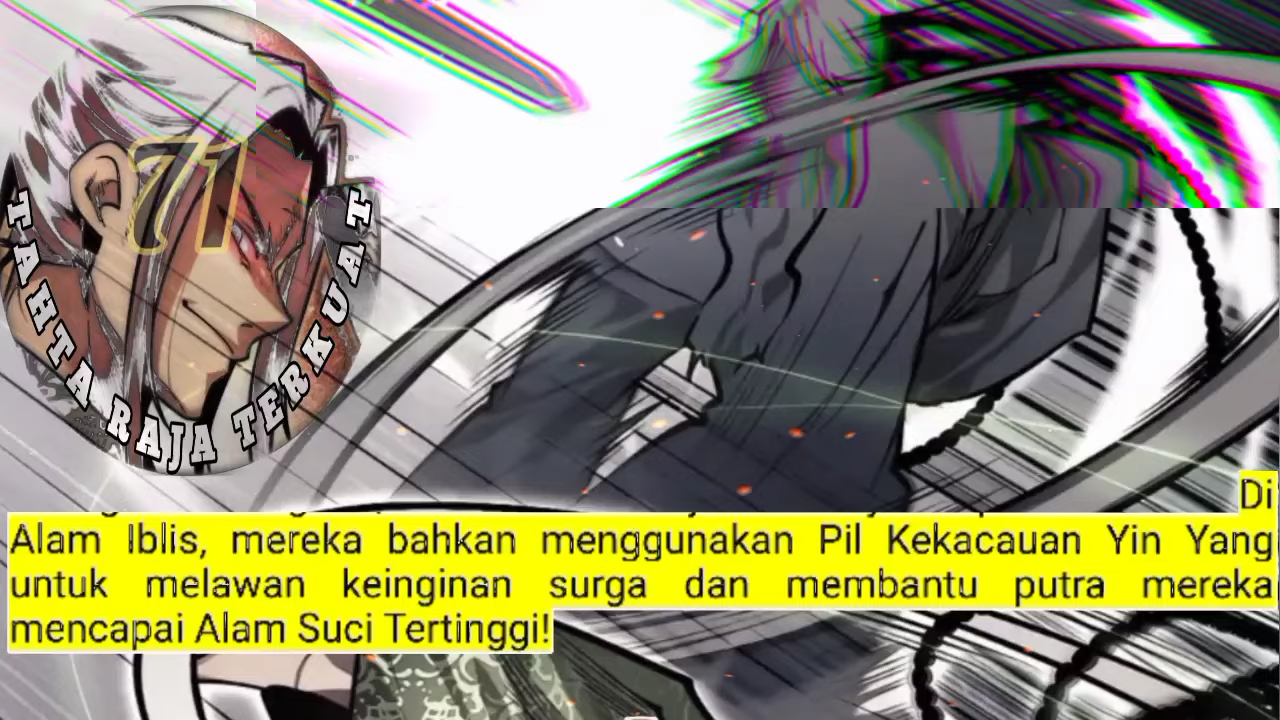 71
TAHTA RAJA TERKUAT
Di
Alam Iblis, mereka bahkan menggunakan Pil Kekacauan Yin Yang
untuk melawan keinginan surga dan membantu putra mereka
mencapai Alam Suci Tertinggi!